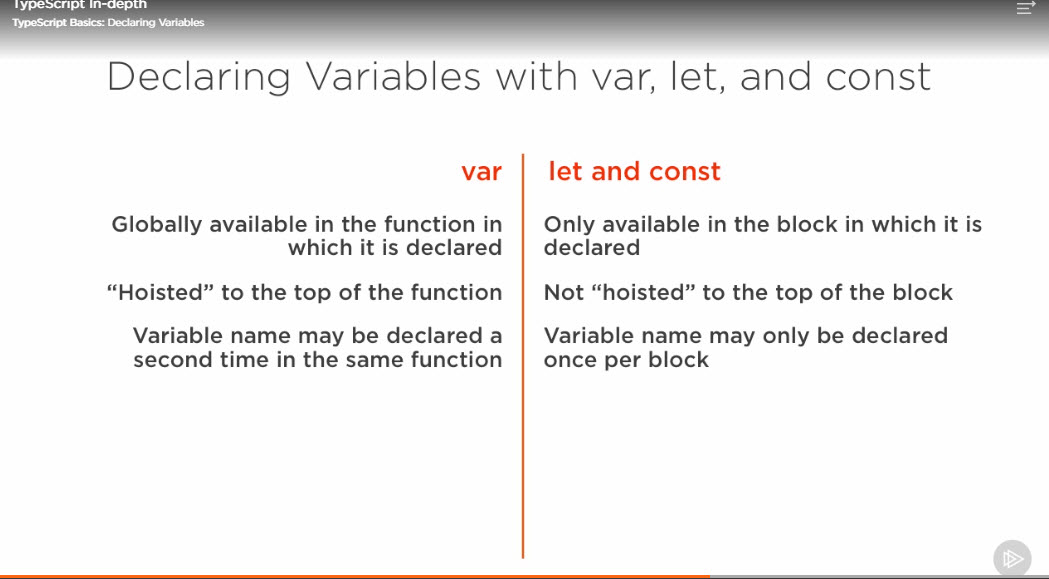 TypeScript In-depth
TypeScript Basics: Declaring Variables
Declaring Variables with var, let, and const
var
Globally available in the function in
which it is declared
“Hoisted” to the top of the function
Variable name may be declared a
second time in the same function
let and const
Only available in the block in which it is
declared
Not “hoisted” to the top of the block
Variable name may only be declared
once per block